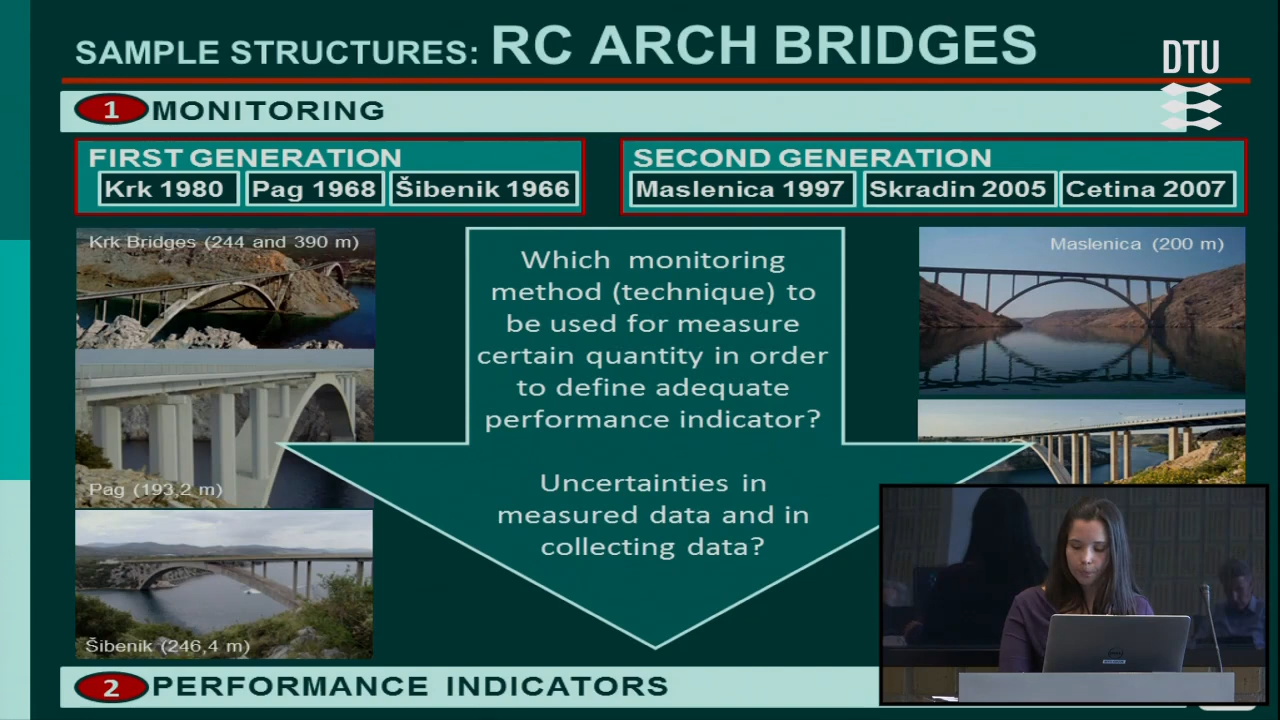 SAMPLE STRUCTURES: RC ARCH BRIDGES
DTU
1 MONITORING
FIRST GENERATION
Krk 1980 Pag 1968 Šibenik 1966
SECOND GENERATION
Maslenica 1997 Skradin 2005 Cetina 2007
Krk Bridges (244 and 390 m)
Pag (193,2 m)
Šibenik (246,4 m)
Which monitoring
method (technique) to
be used for measure
certain quantity in order
to define adequate
performance indicator?
Uncertainties in
measured data and in
collecting data?
Maslenica (200 m)
2 PERFORMANCE INDICATORS